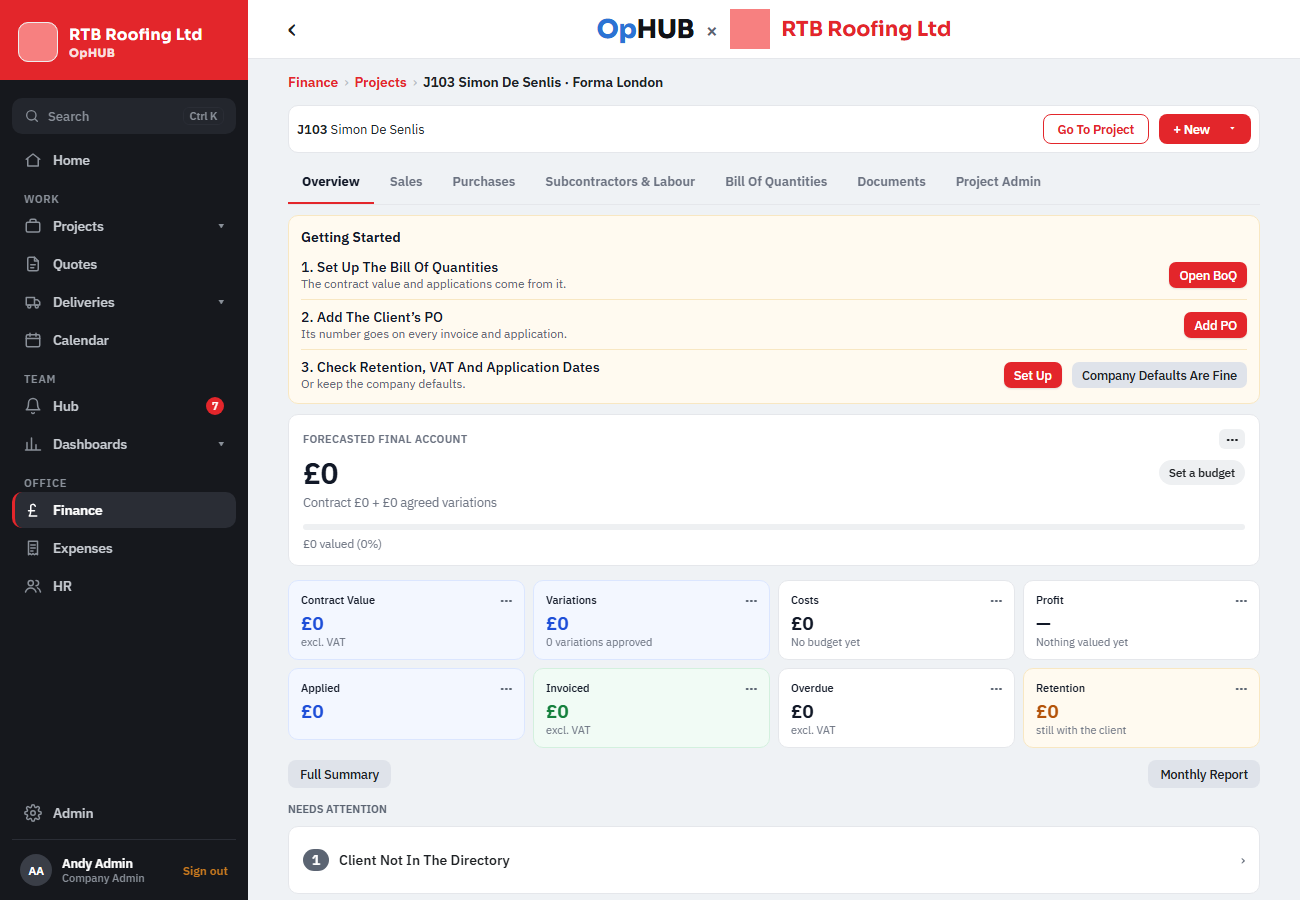 RTB Roofing Ltd
OpHUB
Search
Ctrl K
Home
WORK
Projects
Quotes
Deliveries
Calendar
TEAM
Hub
7
Dashboards
OFFICE
£ Finance
Expenses
HR
Admin
AA
Andy Admin
Company Admin
Sign out
OpHUB × RTB Roofing Ltd
Finance › Projects › J103 Simon De Senlis · Forma London
J103 Simon De Senlis
Go To Project
+ New
Overview
Sales
Purchases
Subcontractors & Labour
Bill Of Quantities
Documents
Project Admin
Getting Started
1. Set Up The Bill Of Quantities
The contract value and applications come from it.
Open BoQ
2. Add The Client’s PO
Its number goes on every invoice and application.
Add PO
3. Check Retention, VAT And Application Dates
Or keep the company defaults.
Set Up
Company Defaults Are Fine
FORECASTED FINAL ACCOUNT
£0
Set a budget
Contract £0 + £0 agreed variations
£0 valued (0%)
Contract Value
£0
excl. VAT
Variations
£0
0 variations approved
Costs
£0
No budget yet
Profit
—
Nothing valued yet
Applied
£0
Invoiced
£0
excl. VAT
Overdue
£0
excl. VAT
Retention
£0
still with the client
Full Summary
Monthly Report
NEEDS ATTENTION
1
Client Not In The Directory